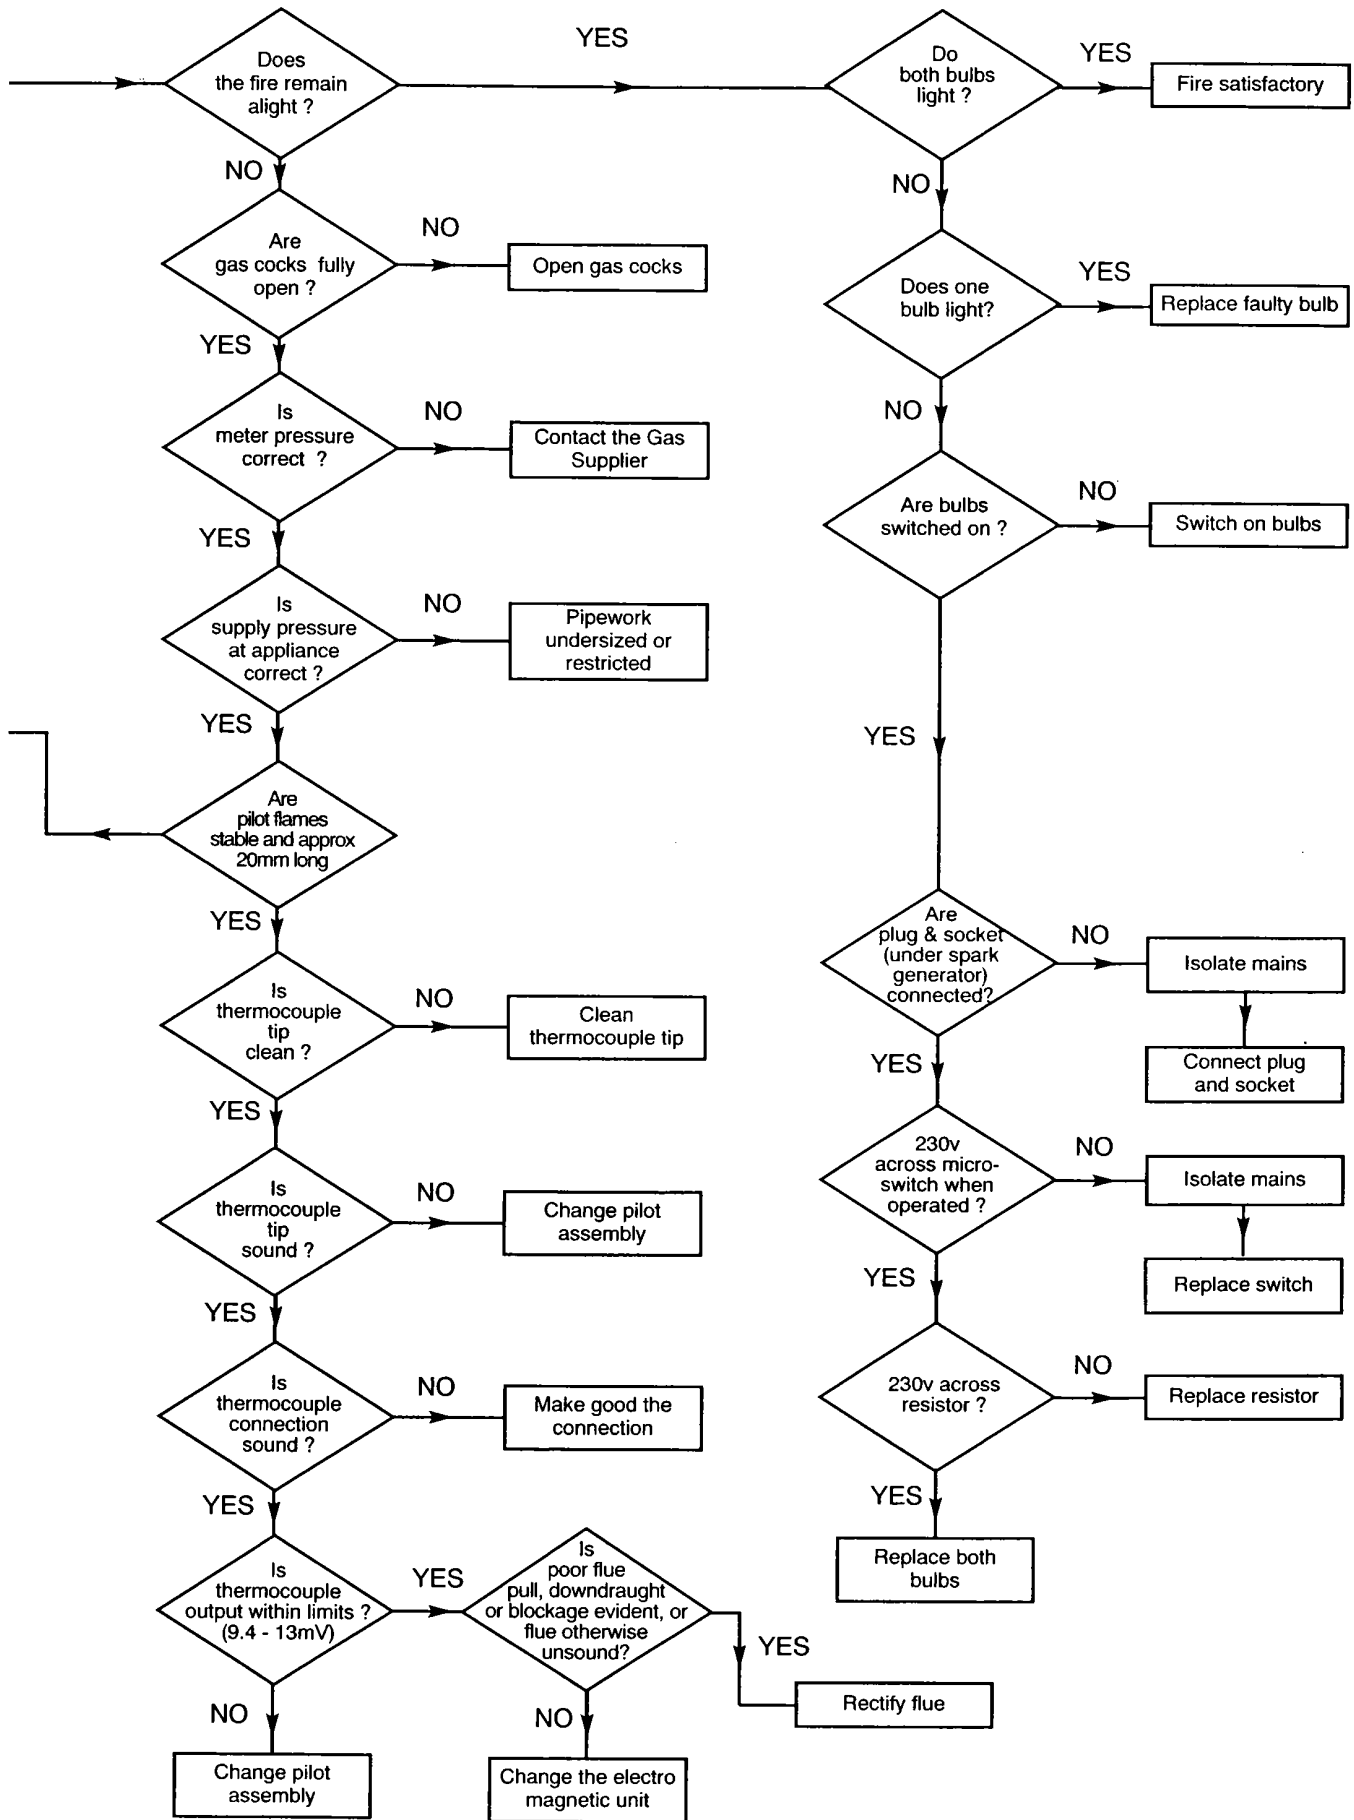 Does
the fire remain
alight ?
YES
Do
both bulbs
light ?
YES
Fire satisfactory
NO
NO
Are
gas cocks fully
open ?
NO
Open gas cocks
Does one
bulb light?
YES
Replace faulty bulb
YES
NO
Is
meter pressure
correct ?
NO
Contact the Gas
Supplier
Are bulbs
switched on ?
NO
Switch on bulbs
YES
Is
supply pressure
at appliance
correct ?
NO
Pipework
undersized or
restricted
YES
YES
Are
pilot flames
stable and approx
20mm long
YES
Are
plug & socket
(under spark
generator)
connected?
NO
Isolate mains
Connect plug
and socket
Is
thermocouple
tip
clean ?
NO
Clean
thermocouple tip
YES
YES
230v
across micro-
switch when
operated ?
NO
Isolate mains
Replace switch
Is
thermocouple
tip
sound ?
NO
Change pilot
assembly
YES
YES
230v across
resistor ?
NO
Replace resistor
Is
thermocouple
connection
sound ?
NO
Make good the
connection
YES
YES
Replace both
bulbs
Is
thermocouple
output within limits ?
(9.4 - 13mV)
YES
Is
poor flue
pull, downdraught
or blockage evident, or
flue otherwise
unsound?
YES
Rectify flue
NO
NO
Change pilot
assembly
Change the electro
magnetic unit